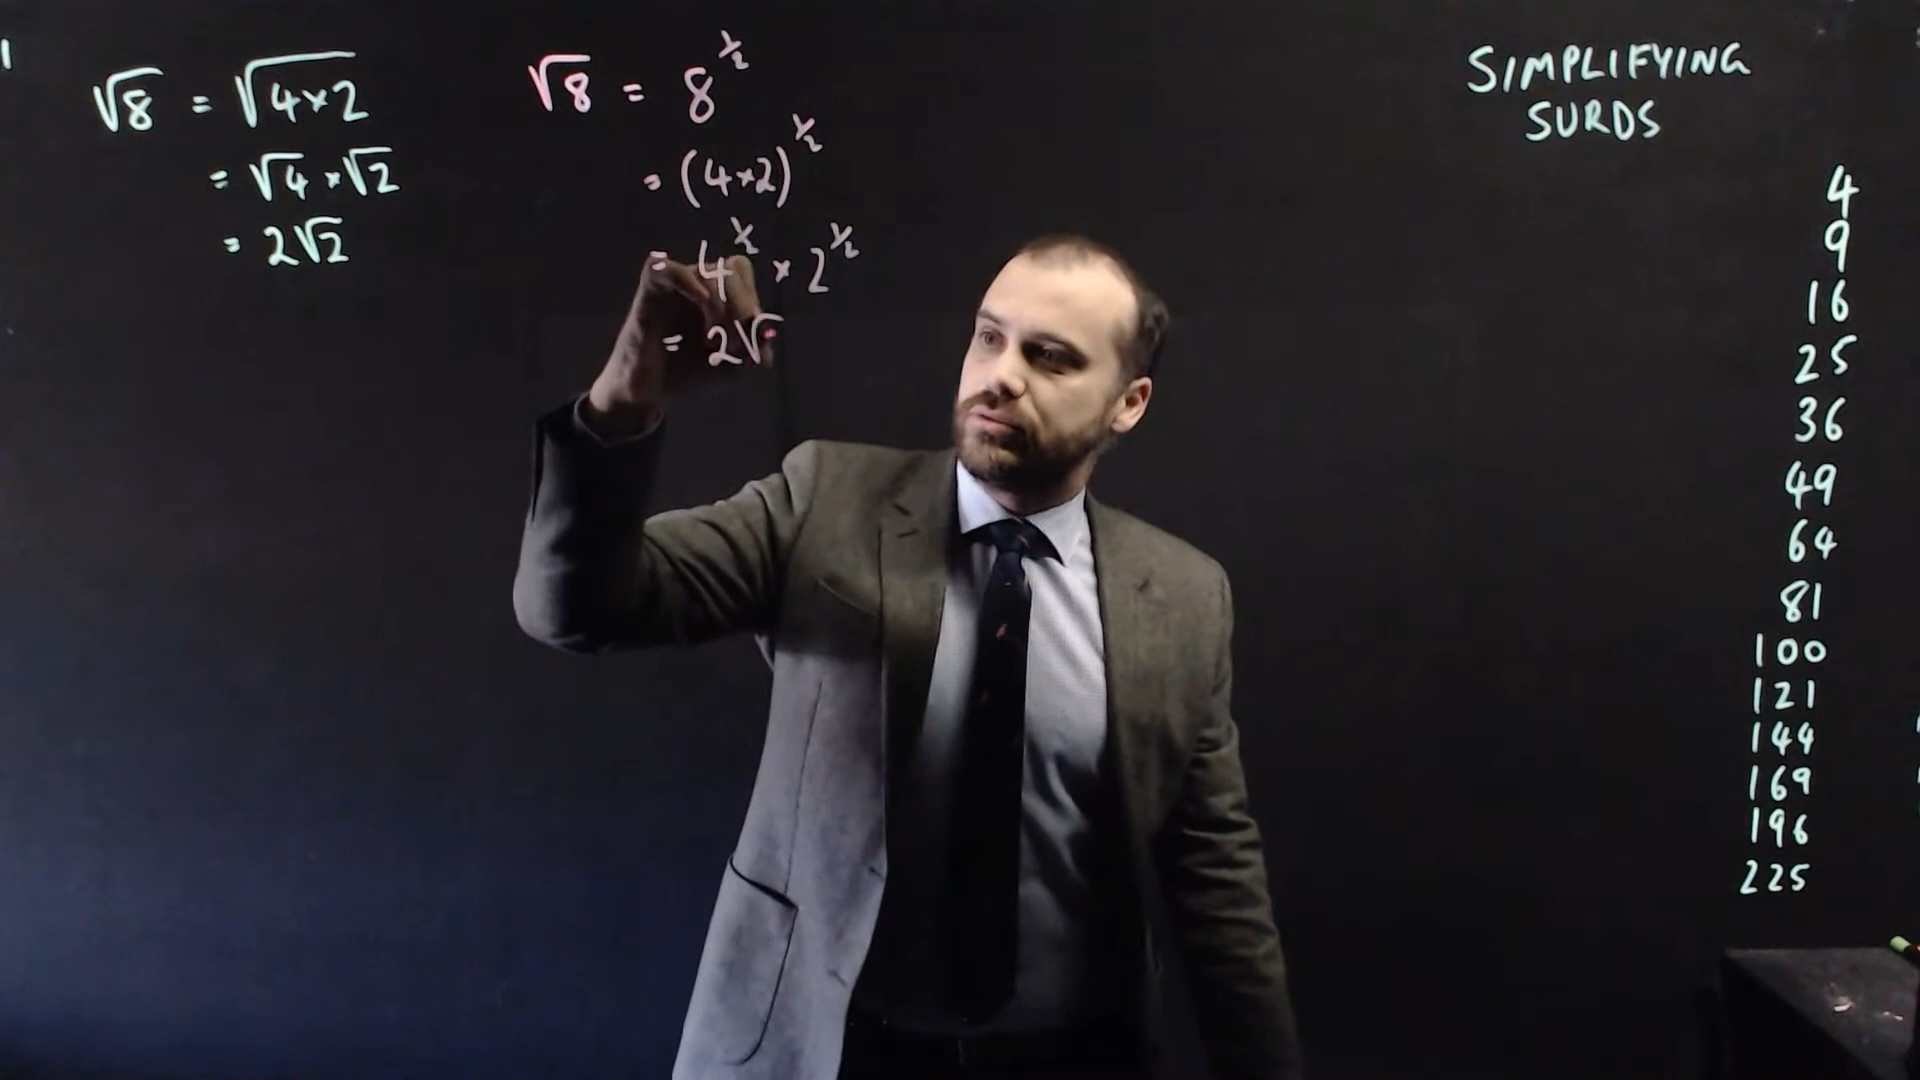 √8 = √4×2
= √4 ×√2
= 2√2
√8 = 8^½
= (4×2)^½
= 4^½ × 2^½
= 2√
SIMPLIFYING
SURDS
4
9
16
25
36
49
64
81
100
121
144
169
196
225